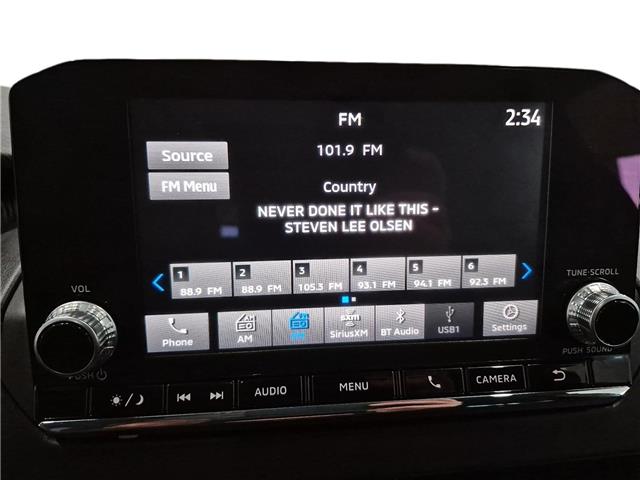 FM
2:34
Source
101.9 FM
FM Menu
Country
NEVER DONE IT LIKE THIS -
STEVEN LEE OLSEN
1 2 3 4 5 6
88.9 FM 88.9 FM 105.3 FM 93.1 FM 94.1 FM 92.3 FM
VOL
TUNE·SCROLL
Phone
AM
SXM
SiriusXM
BT Audio
USB1
Settings
PUSH
PUSH SOUND
AUDIO
MENU
CAMERA